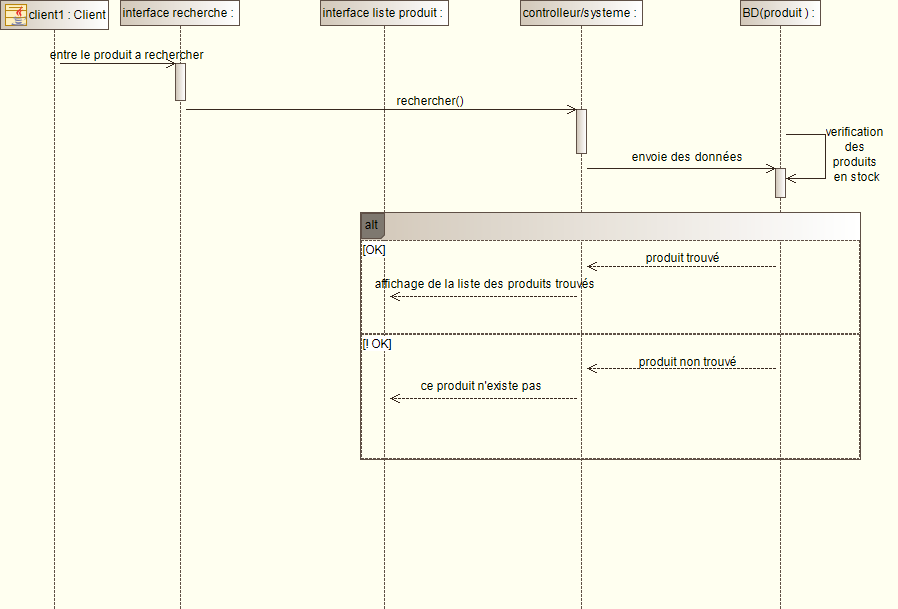 client1 : Client
interface recherche :
interface liste produit :
controlleur/systeme :
BD(produit ) :
entre le produit a rechercher
rechercher()
verification
des
produits
en stock
envoie des données
alt
[OK]
produit trouvé
affichage de la liste des produits trouvés
[! OK]
produit non trouvé
ce produit n'existe pas